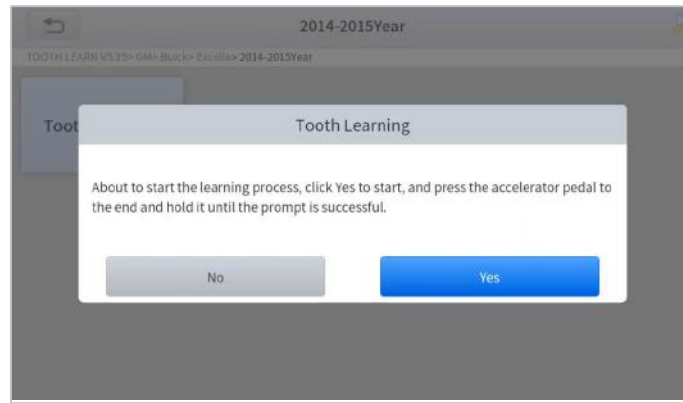 2014-2015Year
TOOTH LEARN V5.25> GM> Buick> Excelle> 2014-2015Year
Tooth Learning
About to start the learning process, click Yes to start, and press the accelerator pedal to
the end and hold it until the prompt is successful.
No
Yes